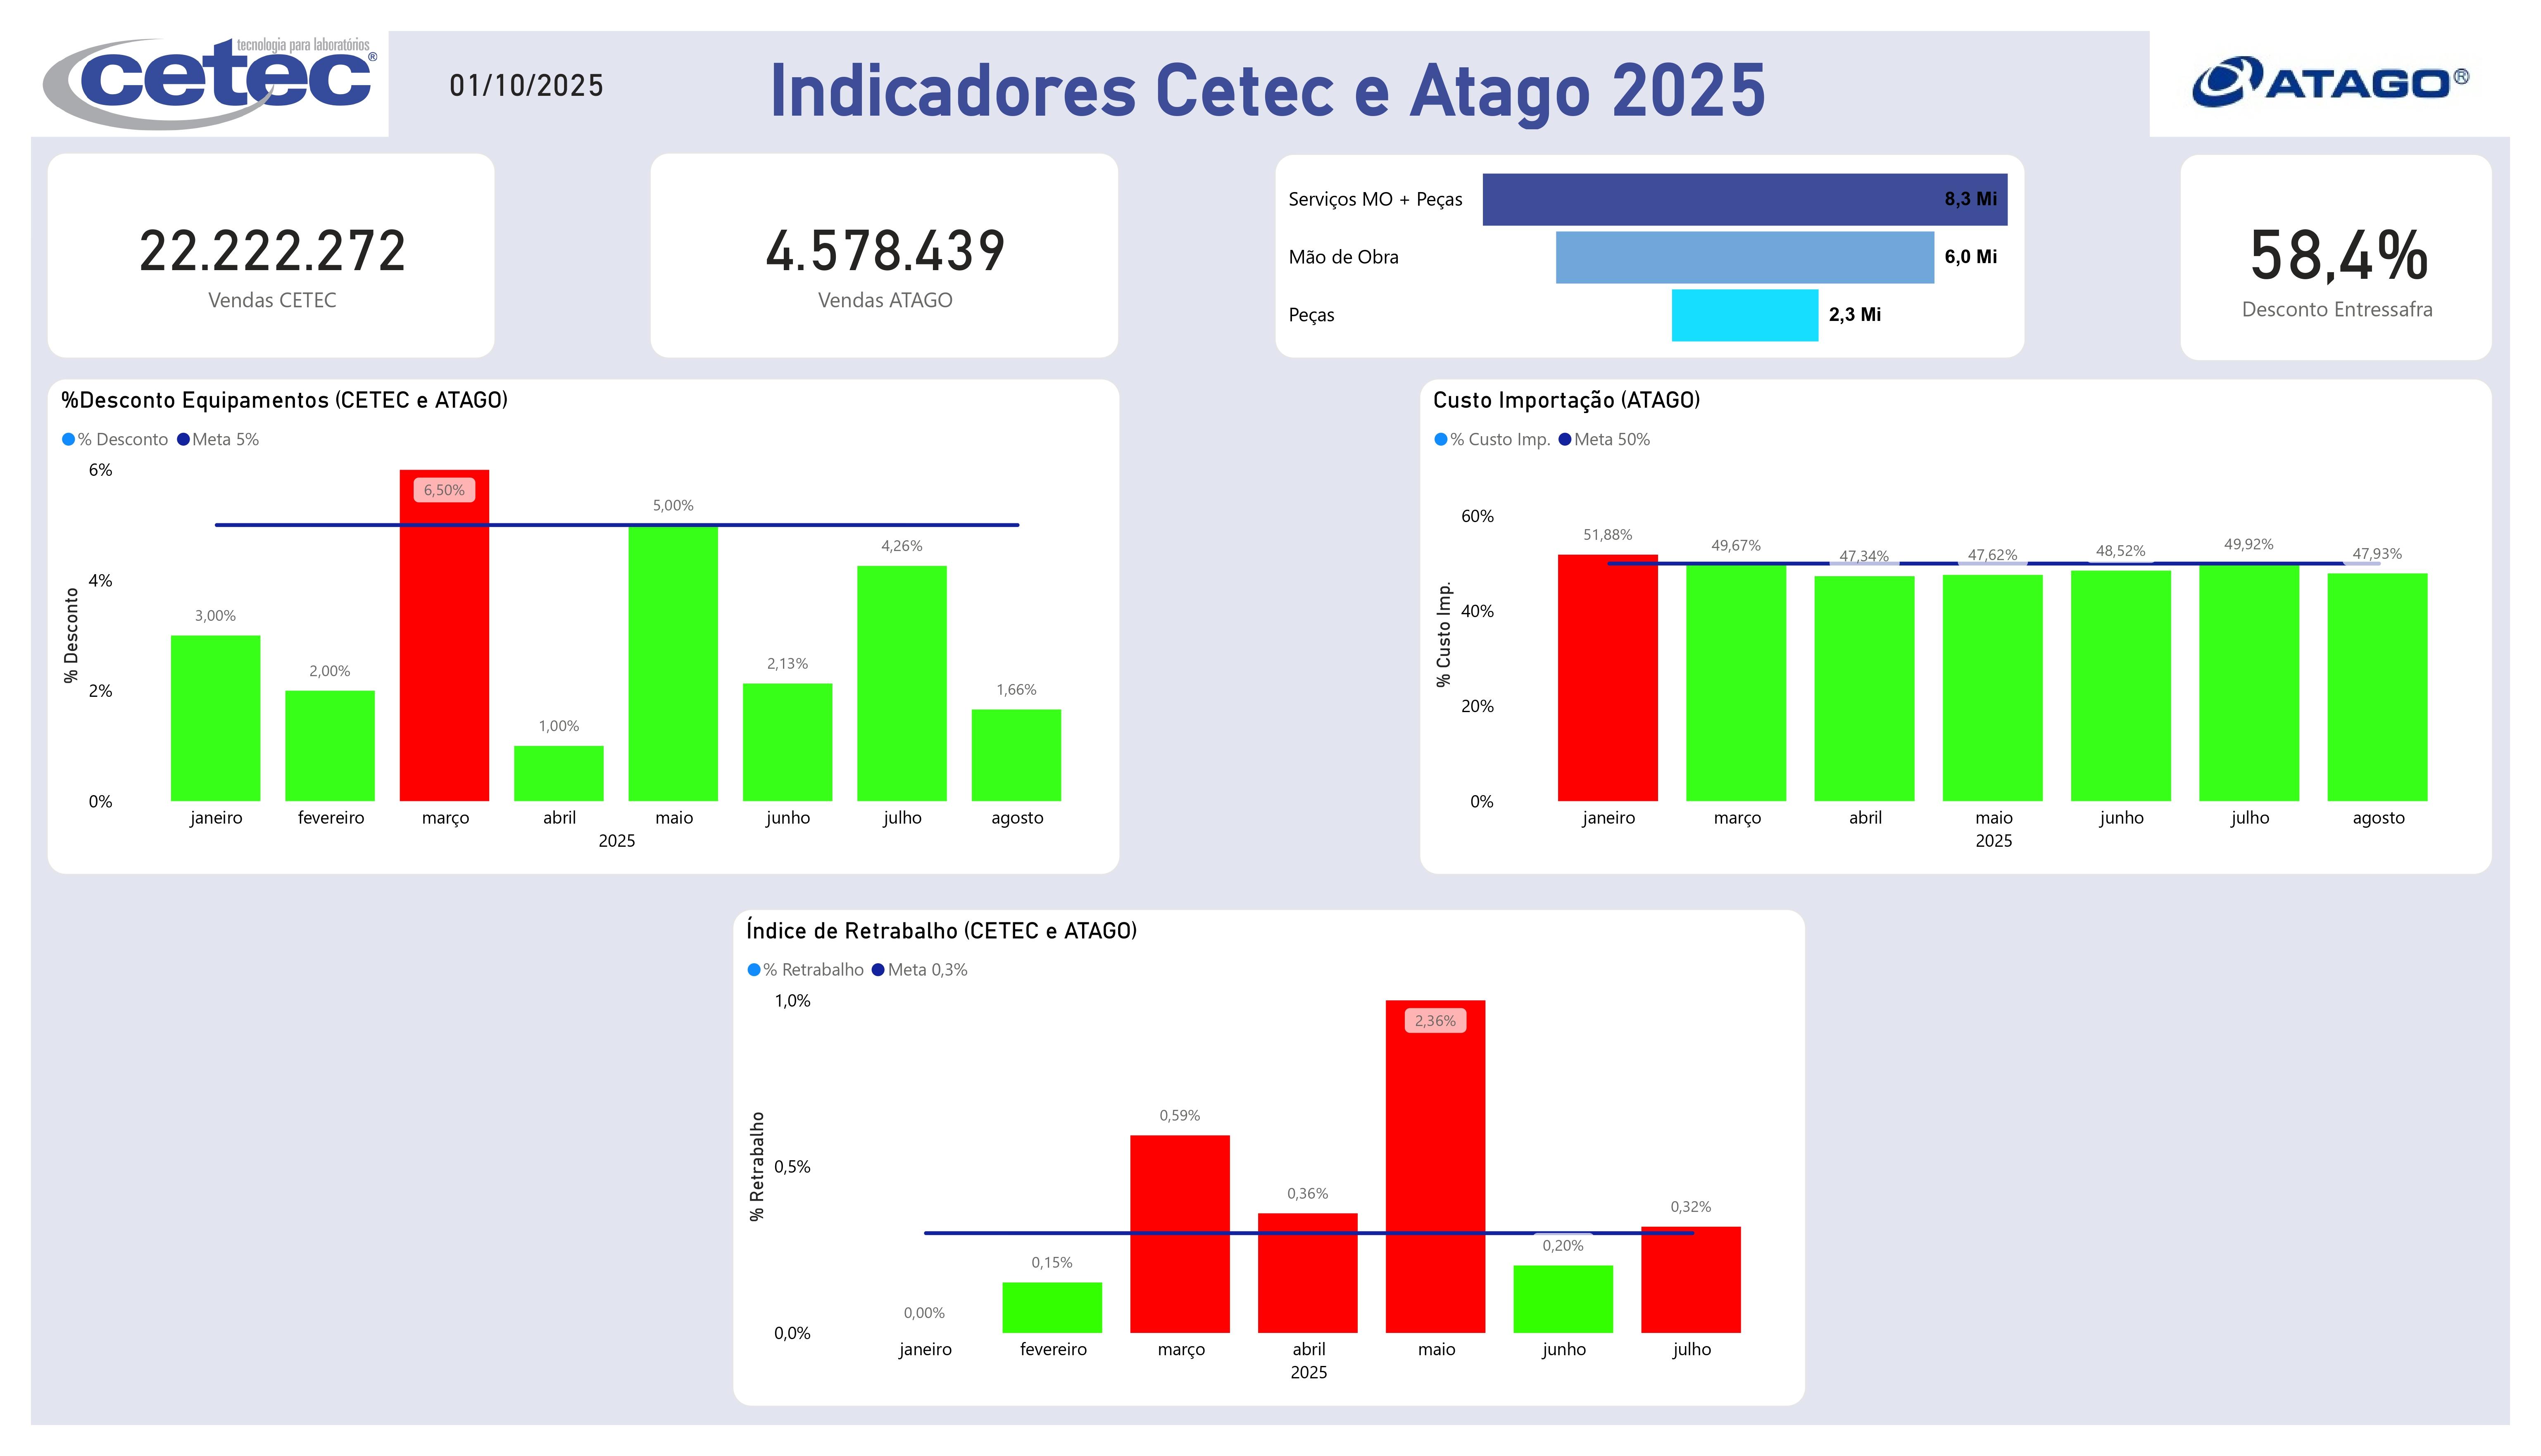 tecnologia para laboratórios
cetec®
01/10/2025
Indicadores Cetec e Atago 2025
ATAGO®
22.222.272
Vendas CETEC
4.578.439
Vendas ATAGO
Serviços MO + Peças 8,3 Mi
Mão de Obra 6,0 Mi
Peças 2,3 Mi
58,4%
Desconto Entressafra
%Desconto Equipamentos (CETEC e ATAGO)
% Desconto Meta 5%
% Desconto
6%
4%
2%
0%
3,00%
2,00%
6,50%
1,00%
5,00%
2,13%
4,26%
1,66%
janeiro fevereiro março abril maio junho julho agosto
2025
Custo Importação (ATAGO)
% Custo Imp. Meta 50%
% Custo Imp.
60%
40%
20%
0%
51,88%
49,67%
47,34%
47,62%
48,52%
49,92%
47,93%
janeiro março abril maio junho julho agosto
2025
Índice de Retrabalho (CETEC e ATAGO)
% Retrabalho Meta 0,3%
% Retrabalho
1,0%
0,5%
0,0%
0,00%
0,15%
0,59%
0,36%
2,36%
0,20%
0,32%
janeiro fevereiro março abril maio junho julho
2025